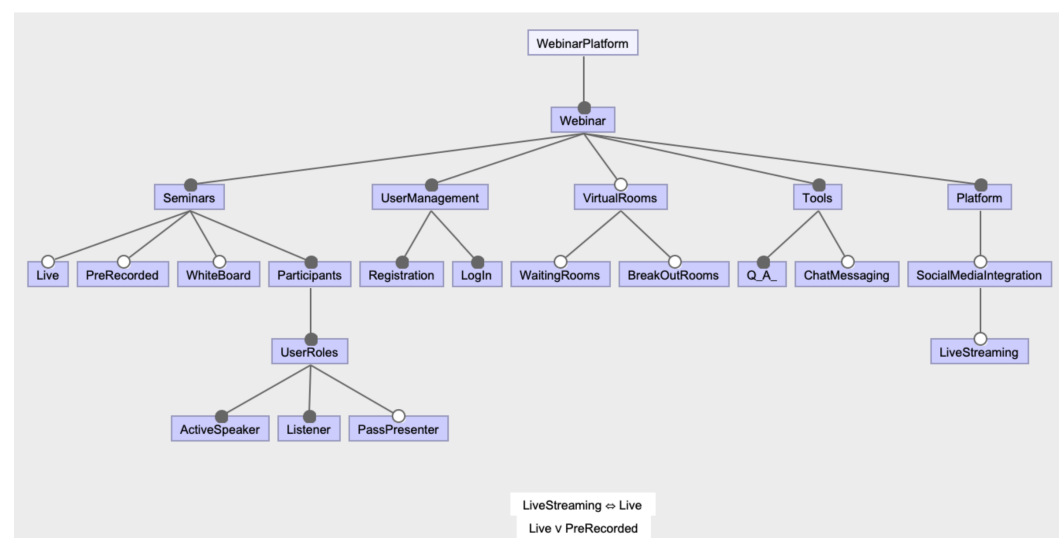 WebinarPlatform
Webinar
Seminars UserManagement VirtualRooms Tools Platform
Live PreRecorded WhiteBoard Participants Registration LogIn WaitingRooms BreakOutRooms Q_A_ ChatMessaging SocialMediaIntegration
UserRoles LiveStreaming
ActiveSpeaker Listener PassPresenter
LiveStreaming ⇔ Live
Live ∨ PreRecorded